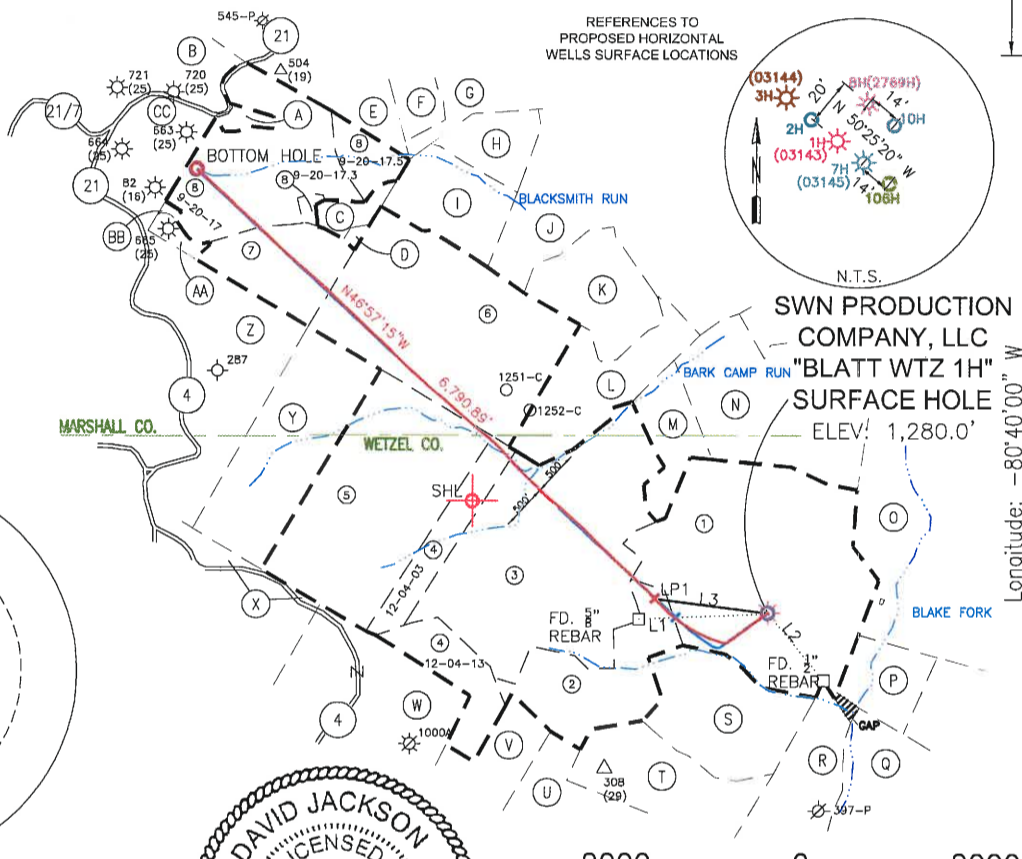 545-P
21
B
REFERENCES TO
PROPOSED HORIZONTAL
WELLS SURFACE LOCATIONS
504
(19)
721
(25)
720
(25)
CC
21/7
663
(25)
A
E
F
G
H
664
21
BOTTOM HOLE
8
9-20-17.5
9-20-17.3
8
82
(16)
8
9-20-17
BLACKSMITH RUN
C
D
I
J
BB
665
(25)
7
AA
Z
K
6
N46°57'15"W
6,790.89'
287
4
1251-C
1252-C
L
BARK CAMP RUN
M
N
Y
MARSHALL CO.
WETZEL CO.
(03144)
3H
20'
8H(2769H)
14'
10H
2H
N 50°25'20" W
1H
(03143)
7H
(03145)
14'
106H
N
N.T.S.
SWN PRODUCTION
COMPANY, LLC
"BLATT WTZ 1H"
SURFACE HOLE
ELEV: 1,280.0'
Longitude: -80°40'00" W
5
SHL
500'
500'
4
12-04-03
3
1
O
X
LP1
L3
L1
L2
FD. 5/8"
REBAR
BLAKE FORK
4
12-04-13
2
FD. 1/2"
REBAR
P
GAP
4
W
1000A
V
U
T
S
R
Q
308
(29)
397-P
DAVID JACKSON
LICENSED